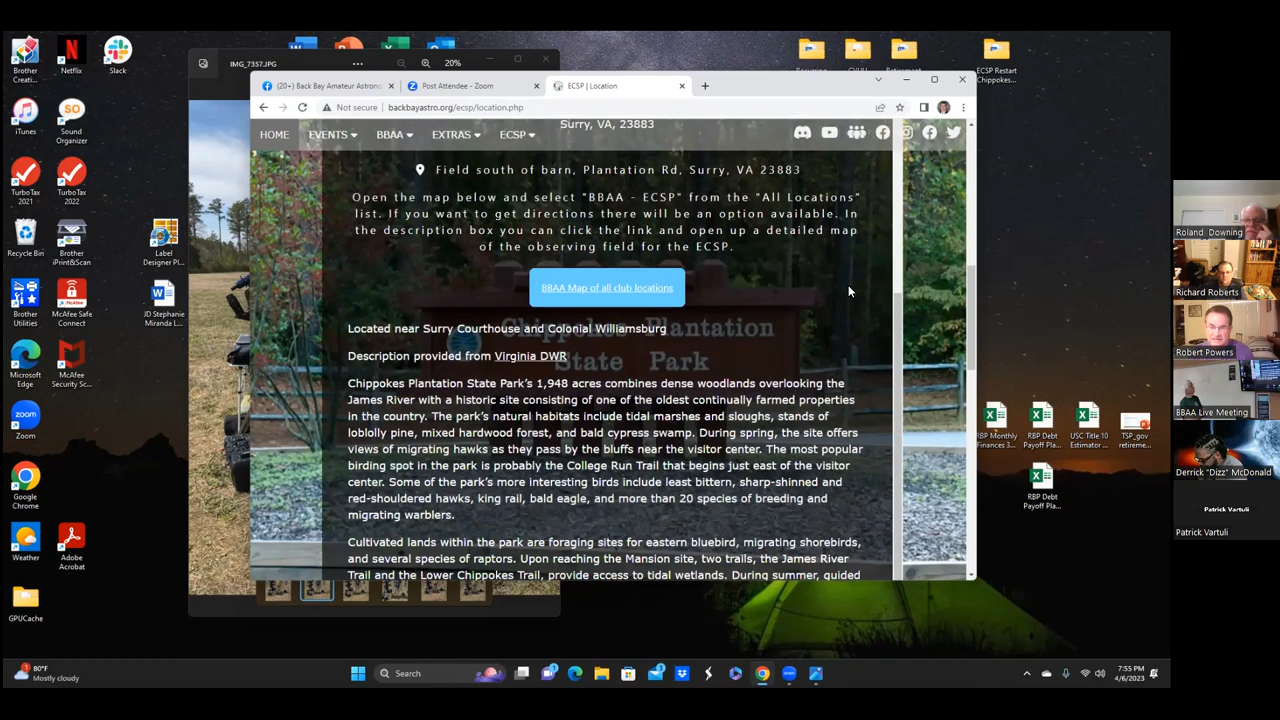 IMG_7357.JPG
20%
(20+) Back Bay Amateur Astrono
Post Attendee - Zoom
ECSP | Location
Not secure
backbayastro.org/ecsp/location.php
HOME
EVENTS
BBAA
EXTRAS
ECSP
Surry, VA, 23883
Field south of barn, Plantation Rd, Surry, VA 23883
Open the map below and select "BBAA - ECSP" from the "All Locations"
list. If you want to get directions there will be an option available. In
the description box you can click the link and open up a detailed map
of the observing field for the ECSP.
BBAA Map of all club locations
Located near Surry Courthouse and Colonial Williamsburg
Description provided from Virginia DWR
Chippokes Plantation
State Park
Chippokes Plantation State Park's 1,948 acres combines dense woodlands overlooking the
James River with a historic site consisting of one of the oldest continually farmed properties
in the country. The park's natural habitats include tidal marshes and sloughs, stands of
loblolly pine, mixed hardwood forest, and bald cypress swamp. During spring, the site offers
views of migrating hawks as they pass by the bluffs near the visitor center. The most popular
birding spot in the park is probably the College Run Trail that begins just east of the visitor
center. Some of the park's more interesting birds include least bittern, sharp-shinned and
red-shouldered hawks, king rail, bald eagle, and more than 20 species of breeding and
migrating warblers.
Cultivated lands within the park are foraging sites for eastern bluebird, migrating shorebirds,
and several species of raptors. Upon reaching the Mansion site, two trails, the James River
Trail and the Lower Chippokes Trail, provide access to tidal wetlands. During summer, guided
Brother
Creati...
Netflix
Slack
iTunes
Sound
Organizer
TurboTax
2021
TurboTax
2022
Recycle Bin
Brother
iPrint&Scan
Label
Designer Pl...
Brother
Utilities
McAfee Safe
Connect
JD Stephanie
Miranda L...
Microsoft
Edge
McAfee
Security Sc...
Zoom
Google
Chrome
Weather
Adobe
Acrobat
GPUCache
ECSP Restart
Chippokes...
RBP Monthly
Finances 3...
RBP Debt
Payoff Pla...
USC Title 10
Estimator ...
TSP_gov
retireme...
RBP Debt
Payoff Pla...
Roland Downing
Richard Roberts
Robert Powers
BBAA Live Meeting
Derrick "Dizz" McDonald
Patrick Vartuli
Patrick Vartuli
80°F
Mostly cloudy
Search
7:55 PM
4/6/2023